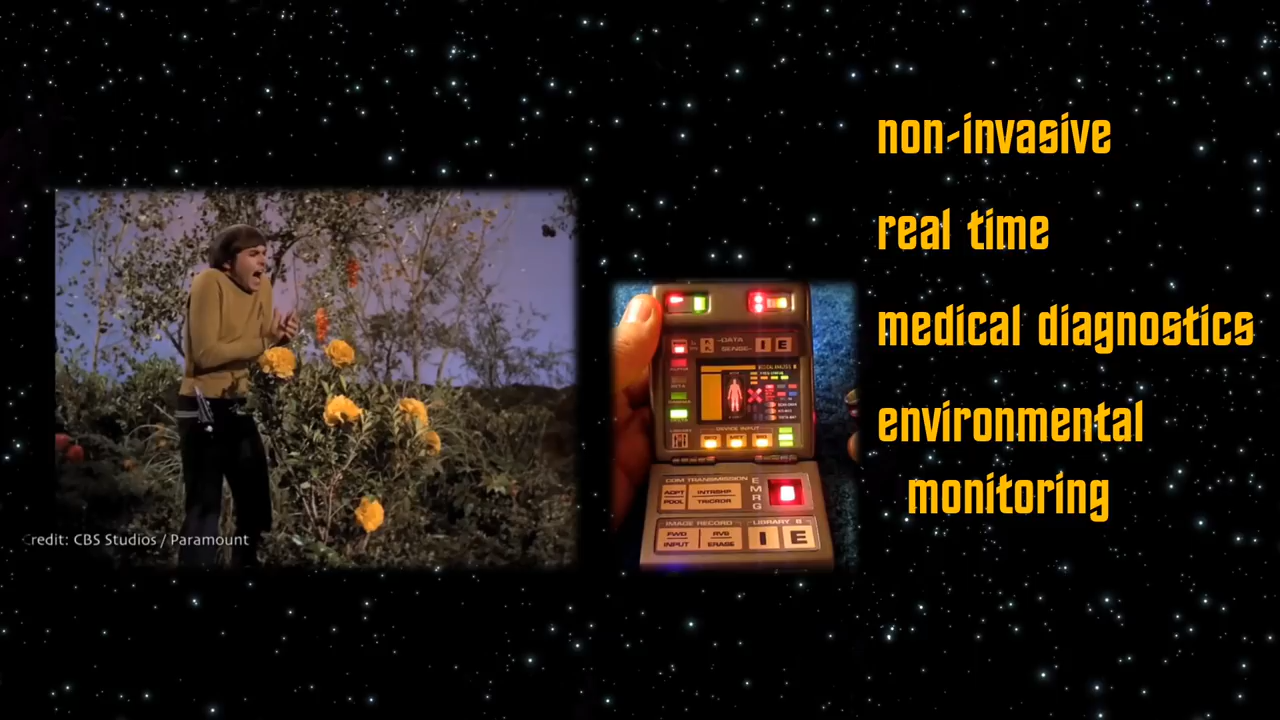 non-invasive
real time
medical diagnostics
environmental
monitoring
redit: CBS Studios / Paramount
-DATA
SENSE-
I E
DEVICE INPUT
COM TRANSMISSION
EMRG
INTRSHP
TRICRDR
POOL
IMAGE RECORD
LIBRARY B
FWD
INPUT
RVS
ERASE
I E